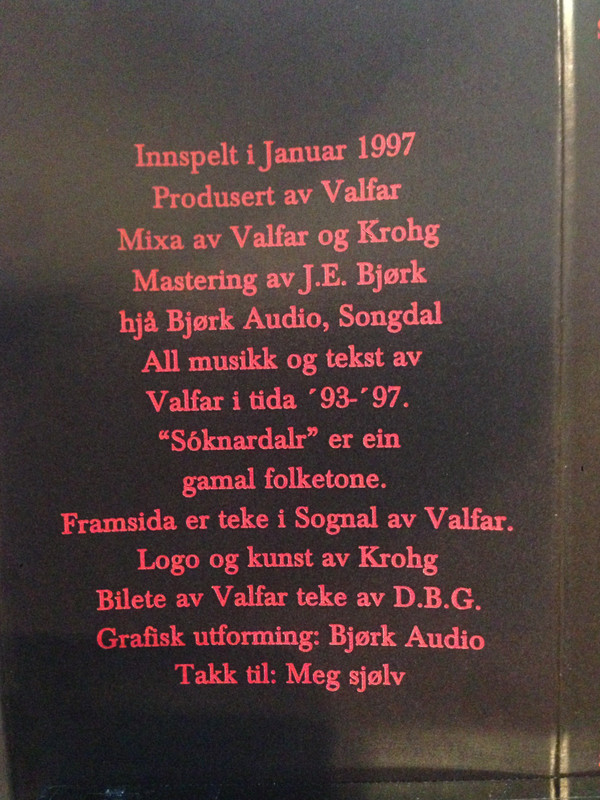 Innspelt i Januar 1997
Produsert av Valfar
Mixa av Valfar og Krohg
Mastering av J.E. Bjørk
hjå Bjørk Audio, Songdal
All musikk og tekst av
Valfar i tida ´93-´97.
“Sóknardalr” er ein
gamal folketone.
Framsida er teke i Sognal av Valfar.
Logo og kunst av Krohg
Bilete av Valfar teke av D.B.G.
Grafisk utforming: Bjørk Audio
Takk til: Meg sjølv